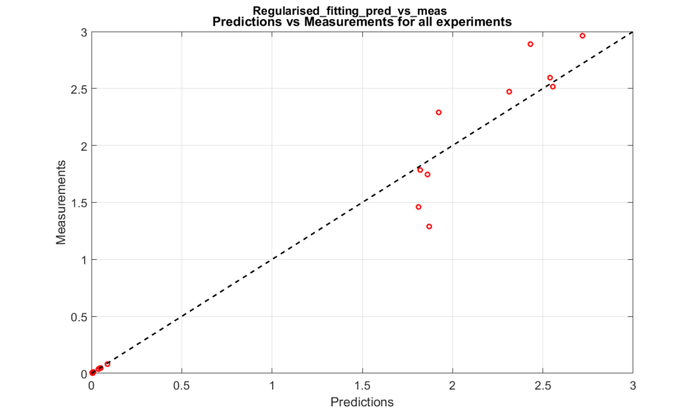 Regularised_fitting_pred_vs_meas
Predictions vs Measurements for all experiments
3
2.5
2
1.5
1
0.5
0
Measurements
0 0.5 1 1.5 2 2.5 3
Predictions